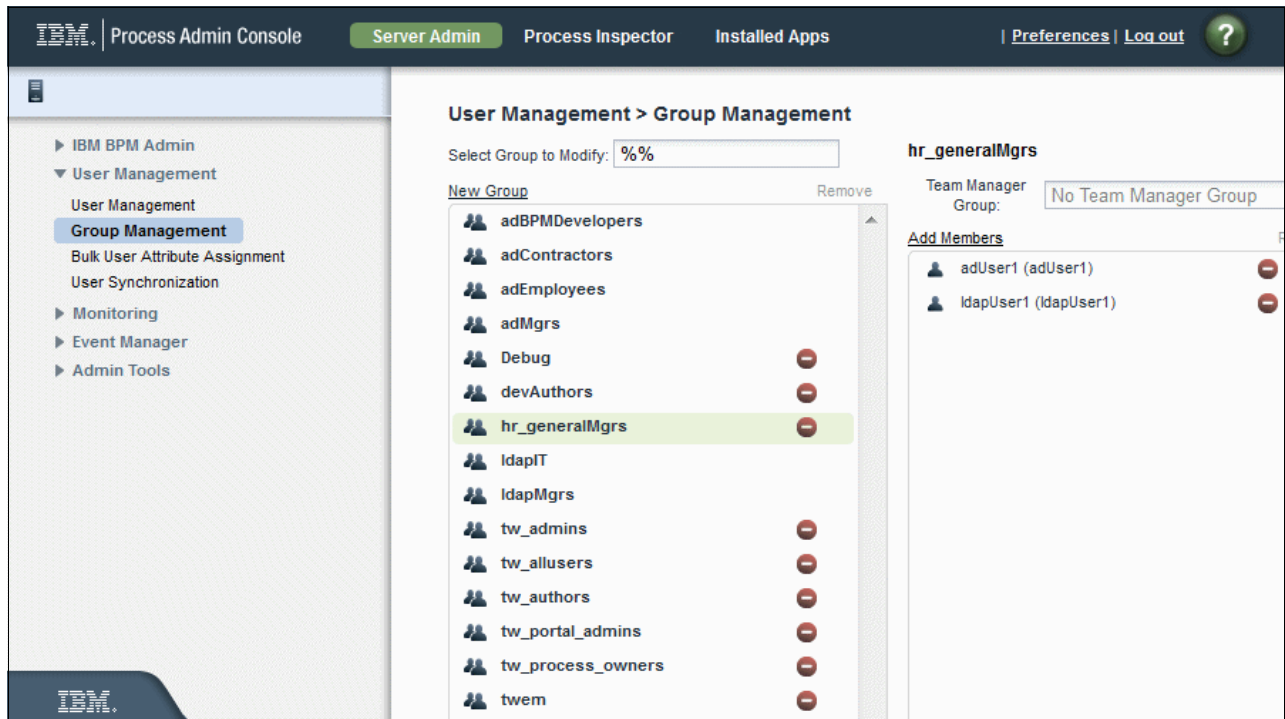 IBM. Process Admin Console Server Admin Process Inspector Installed Apps | Preferences | Log out ?
IBM BPM Admin
User Management
User Management
Group Management
Bulk User Attribute Assignment
User Synchronization
Monitoring
Event Manager
Admin Tools
IBM.
User Management > Group Management
Select Group to Modify: %%
New Group Remove
adBPMDevelopers
adContractors
adEmployees
adMgrs
Debug
devAuthors
hr_generalMgrs
ldapIT
ldapMgrs
tw_admins
tw_allusers
tw_authors
tw_portal_admins
tw_process_owners
twem
hr_generalMgrs
Team Manager
Group: No Team Manager Group
Add Members
adUser1 (adUser1)
ldapUser1 (ldapUser1)